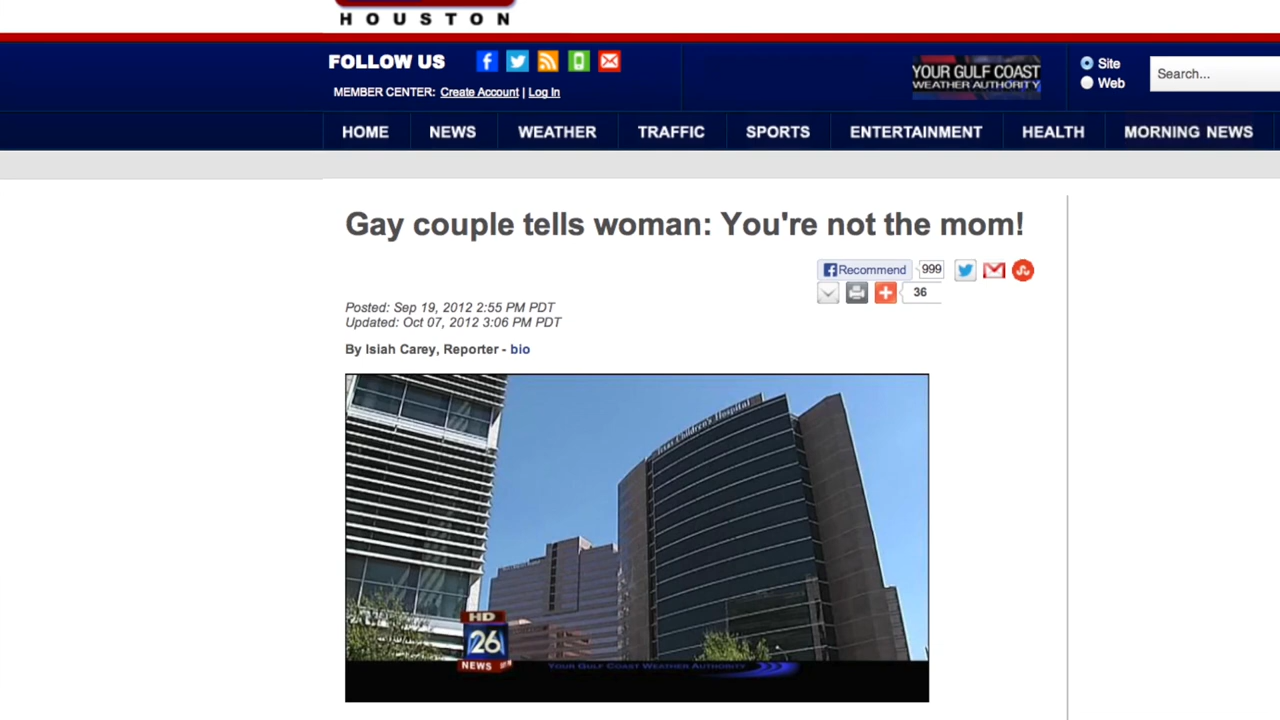 HOUSTON
FOLLOW US
YOUR GULF COAST
WEATHER AUTHORITY
Site
Web
Search...
MEMBER CENTER: Create Account | Log In
HOME NEWS WEATHER TRAFFIC SPORTS ENTERTAINMENT HEALTH MORNING NEWS
Gay couple tells woman: You're not the mom!
Recommend 999
36
Posted: Sep 19, 2012 2:55 PM PDT
Updated: Oct 07, 2012 3:06 PM PDT
By Isiah Carey, Reporter - bio
Texas Children's Hospital
HD
26
NEWS
YOUR GULF COAST WEATHER AUTHORITY